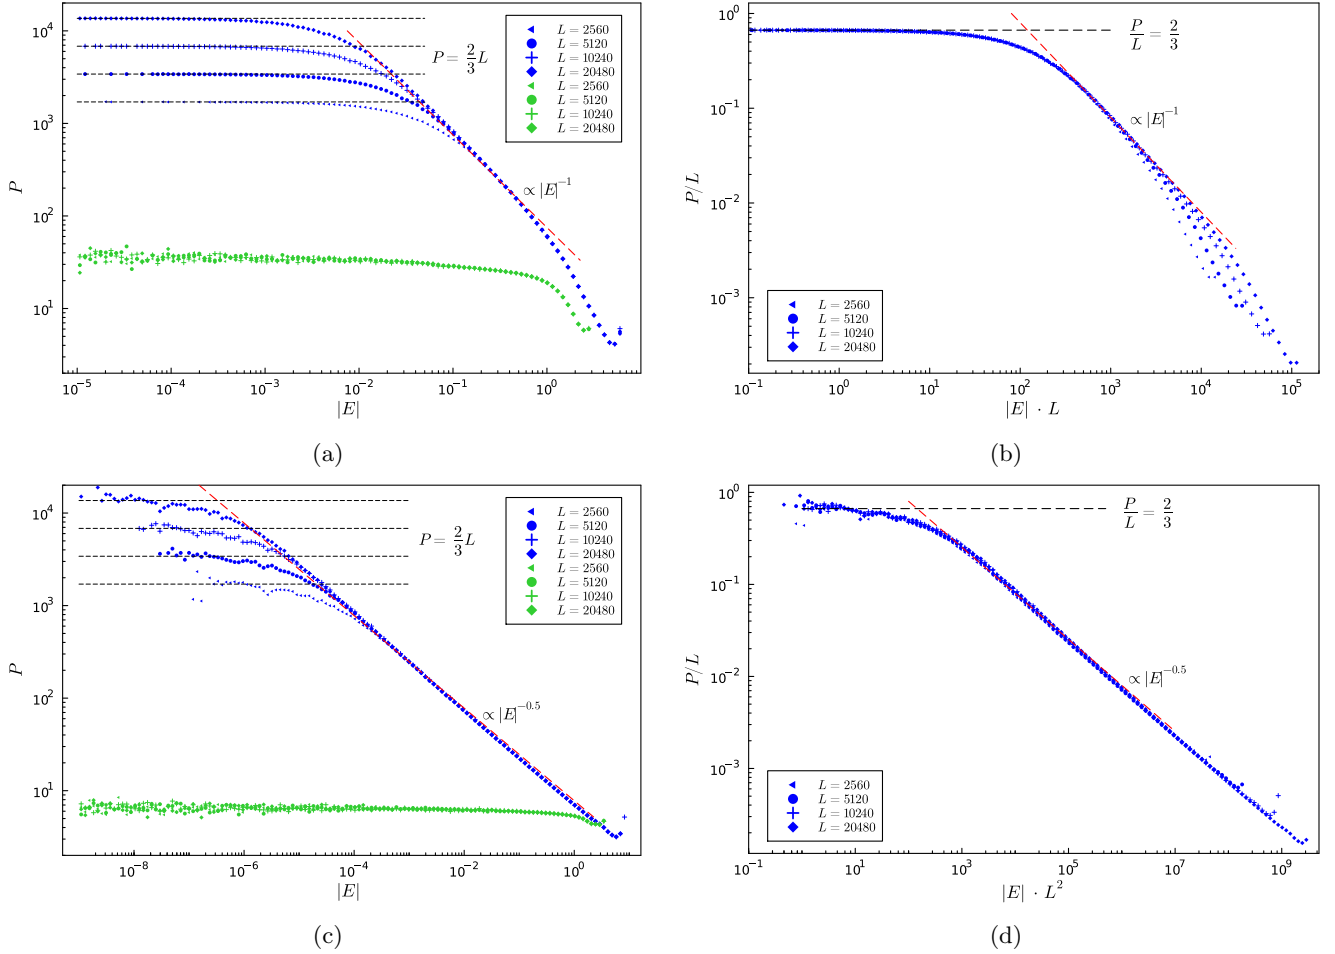 10^4
10^3
10^2
10^1
P
10^-5
10^-4
10^-3
10^-2
10^-1
10^0
|E|
P = 2/3 L
∝ |E|^-1
L = 2560
L = 5120
L = 10240
L = 20480
L = 2560
L = 5120
L = 10240
L = 20480
(a)
10^0
10^-1
10^-2
10^-3
P/L
10^-1
10^0
10^1
10^2
10^3
10^4
10^5
|E| · L
P/L = 2/3
∝ |E|^-1
L = 2560
L = 5120
L = 10240
L = 20480
(b)
10^4
10^3
10^2
10^1
P
10^-8
10^-6
10^-4
10^-2
10^0
|E|
P = 2/3 L
∝ |E|^-0.5
L = 2560
L = 5120
L = 10240
L = 20480
L = 2560
L = 5120
L = 10240
L = 20480
(c)
10^0
10^-1
10^-2
10^-3
P/L
10^-1
10^1
10^3
10^5
10^7
10^9
|E| · L^2
P/L = 2/3
∝ |E|^-0.5
L = 2560
L = 5120
L = 10240
L = 20480
(d)